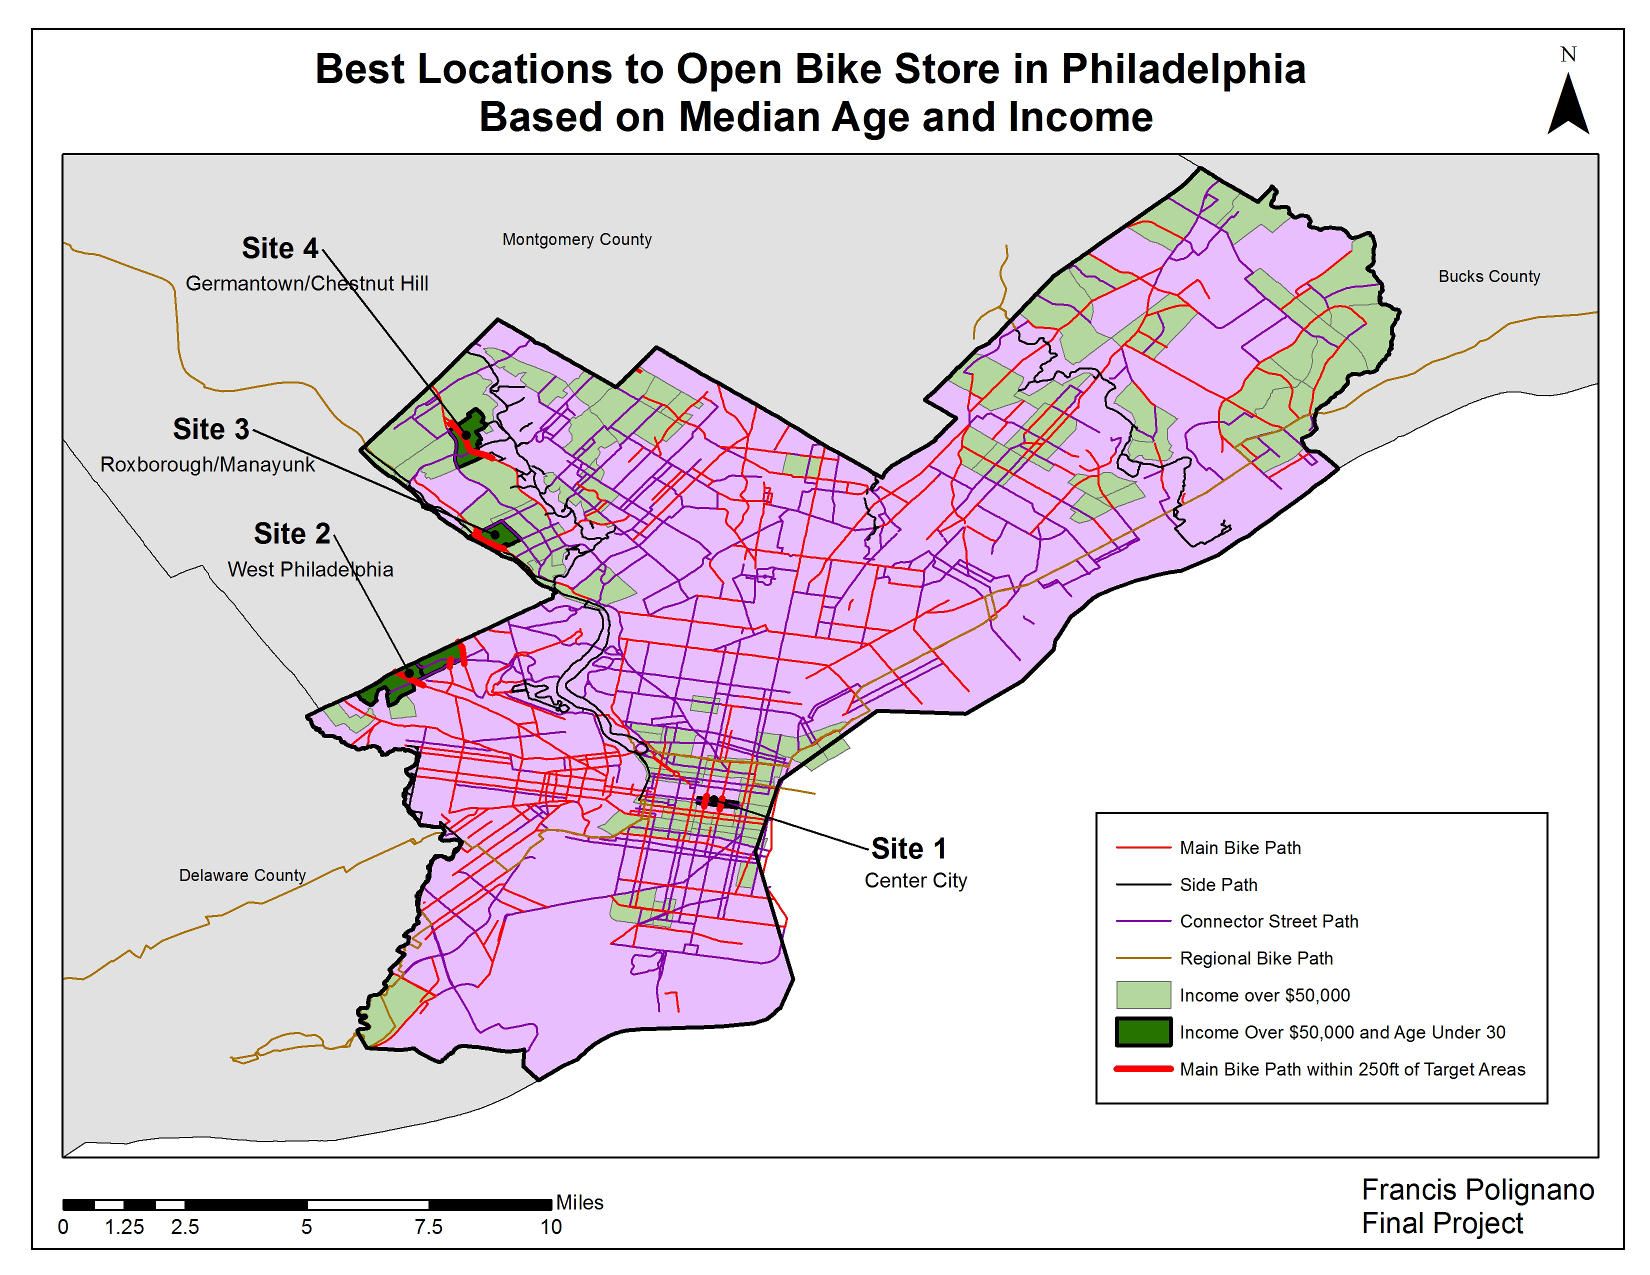 Best Locations to Open Bike Store in Philadelphia
Based on Median Age and Income
N
Site 4
Germantown/Chestnut Hill
Montgomery County
Bucks County
Site 3
Roxborough/Manayunk
Site 2
West Philadelphia
Site 1
Center City
Delaware County
Main Bike Path
Side Path
Connector Street Path
Regional Bike Path
Income over $50,000
Income Over $50,000 and Age Under 30
Main Bike Path within 250ft of Target Areas
Miles
0 1.25 2.5 5 7.5 10
Francis Polignano
Final Project